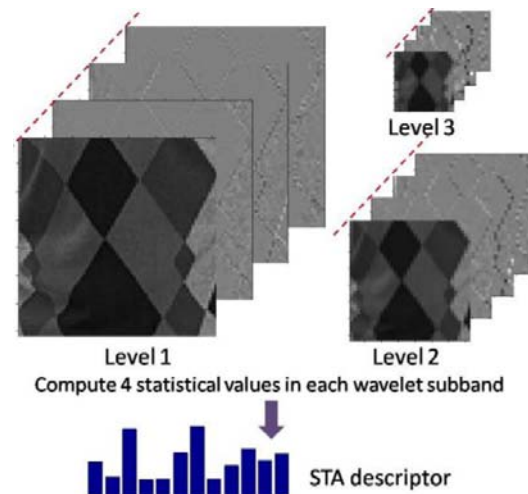 Level 3
Level 1
Level 2
Compute 4 statistical values in each wavelet subband
STA descriptor